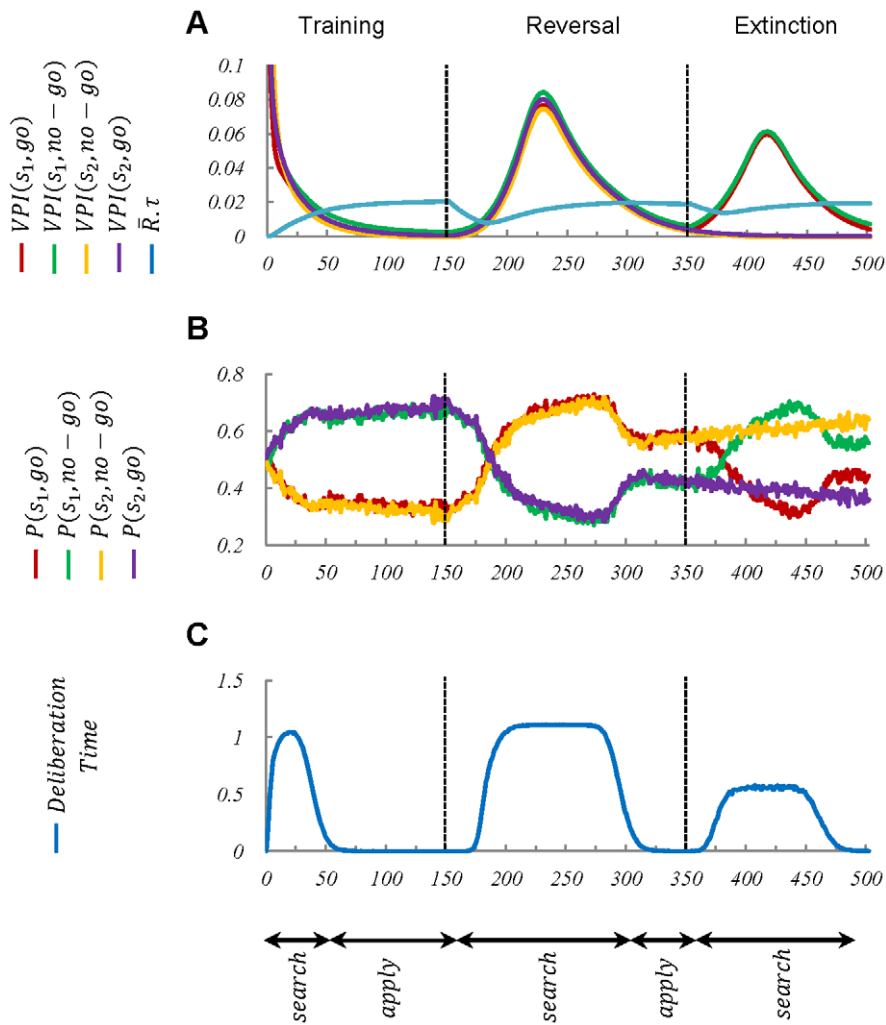 A
Training
Reversal
Extinction
VPI(s₁, go)
VPI(s₁, no − go)
VPI(s₂, no − go)
VPI(s₂, go)
R̄.τ
0.1
0.08
0.06
0.04
0.02
0
0 50 100 150 200 250 300 350 400 450 500
B
P(s₁, go)
P(s₁, no − go)
P(s₂, no − go)
P(s₂, go)
0.8
0.6
0.4
0.2
0 50 100 150 200 250 300 350 400 450 500
C
Deliberation
Time
1.5
1
0.5
0
0 50 100 150 200 250 300 350 400 450 500
search
apply
search
apply
search